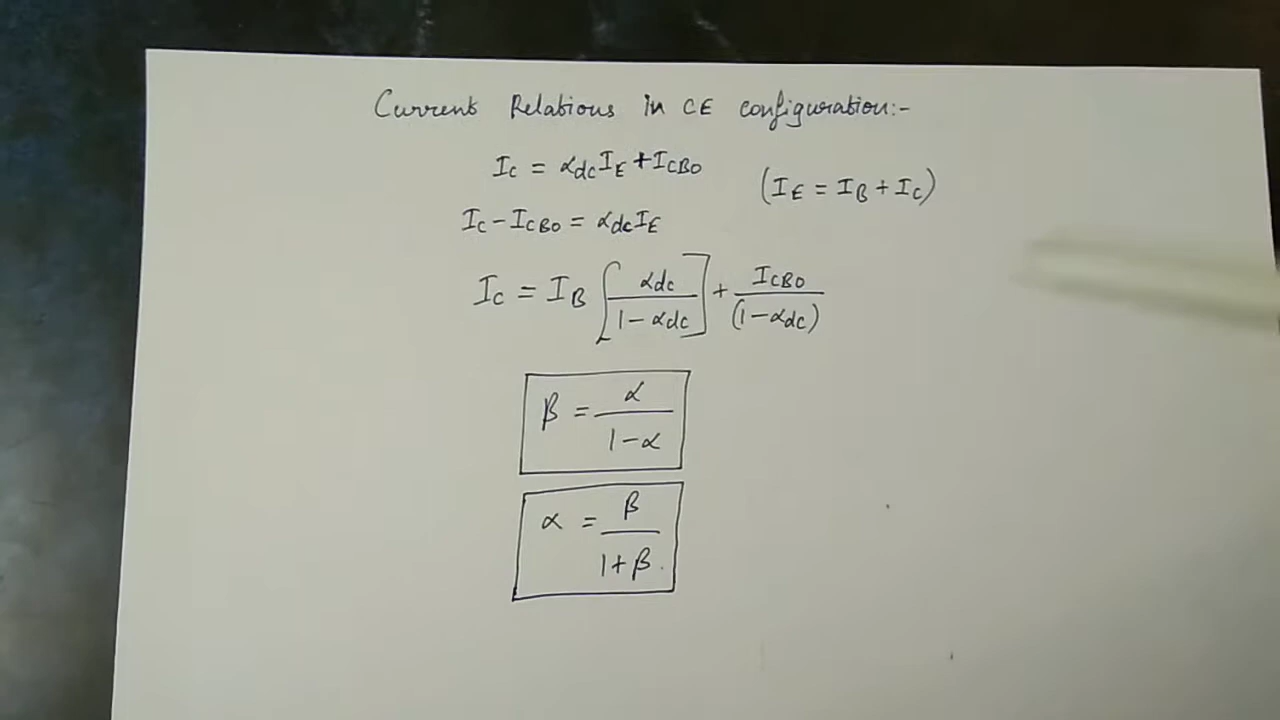 Current Relations in CE configuration:-
Ic = αdc IE + ICBO
(IE = IB + Ic)
Ic - ICBO = αdc IE
Ic = IB [αdc / 1 - αdc] + ICBO / (1 - αdc)
β = α / 1 - α
α = β / 1 + β.